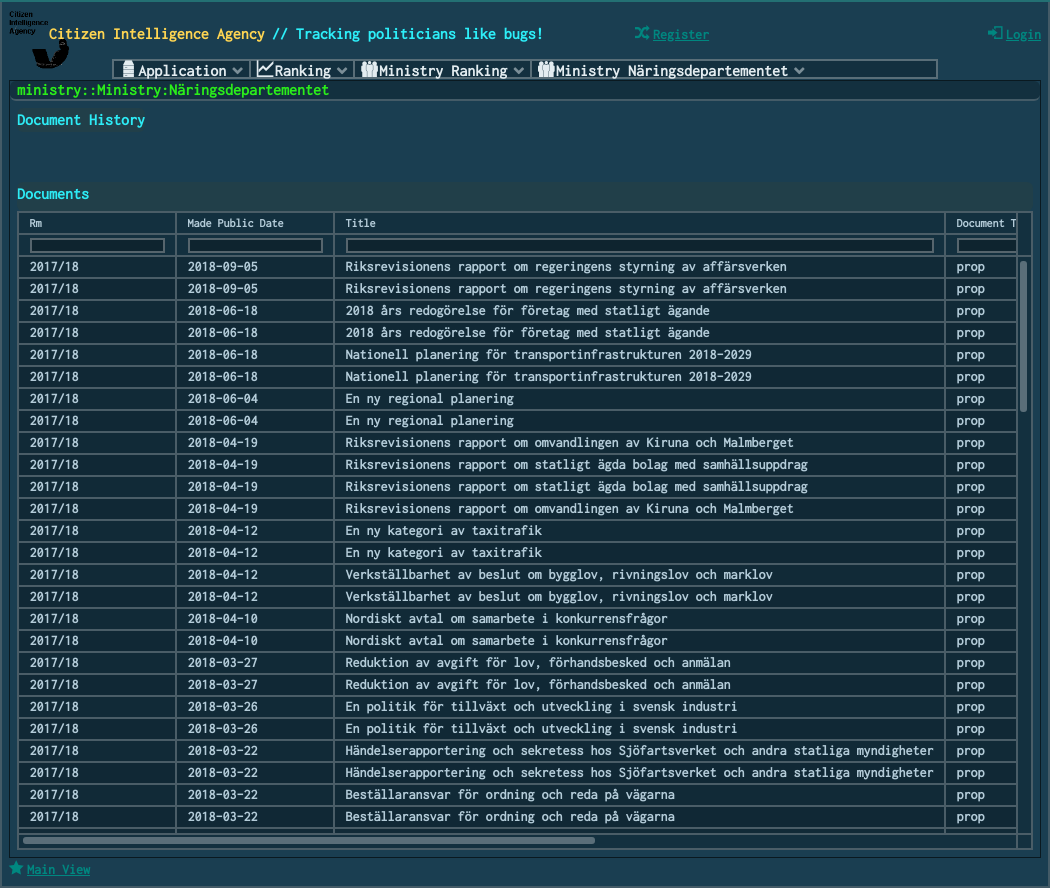 Citizen
Intelligence
Agency
Citizen Intelligence Agency // Tracking politicians like bugs!
Register
Login
Application
Ranking
Ministry Ranking
Ministry Näringsdepartementet
ministry::Ministry:Näringsdepartementet
Document History
Documents
Rm Made Public Date Title Document T
2017/18 2018-09-05 Riksrevisionens rapport om regeringens styrning av affärsverken prop
2017/18 2018-09-05 Riksrevisionens rapport om regeringens styrning av affärsverken prop
2017/18 2018-06-18 2018 års redogörelse för företag med statligt ägande prop
2017/18 2018-06-18 2018 års redogörelse för företag med statligt ägande prop
2017/18 2018-06-18 Nationell planering för transportinfrastrukturen 2018-2029 prop
2017/18 2018-06-18 Nationell planering för transportinfrastrukturen 2018-2029 prop
2017/18 2018-06-04 En ny regional planering prop
2017/18 2018-06-04 En ny regional planering prop
2017/18 2018-04-19 Riksrevisionens rapport om omvandlingen av Kiruna och Malmberget prop
2017/18 2018-04-19 Riksrevisionens rapport om statligt ägda bolag med samhällsuppdrag prop
2017/18 2018-04-19 Riksrevisionens rapport om statligt ägda bolag med samhällsuppdrag prop
2017/18 2018-04-19 Riksrevisionens rapport om omvandlingen av Kiruna och Malmberget prop
2017/18 2018-04-12 En ny kategori av taxitrafik prop
2017/18 2018-04-12 En ny kategori av taxitrafik prop
2017/18 2018-04-12 Verkställbarhet av beslut om bygglov, rivningslov och marklov prop
2017/18 2018-04-12 Verkställbarhet av beslut om bygglov, rivningslov och marklov prop
2017/18 2018-04-10 Nordiskt avtal om samarbete i konkurrensfrågor prop
2017/18 2018-04-10 Nordiskt avtal om samarbete i konkurrensfrågor prop
2017/18 2018-03-27 Reduktion av avgift för lov, förhandsbesked och anmälan prop
2017/18 2018-03-27 Reduktion av avgift för lov, förhandsbesked och anmälan prop
2017/18 2018-03-26 En politik för tillväxt och utveckling i svensk industri prop
2017/18 2018-03-26 En politik för tillväxt och utveckling i svensk industri prop
2017/18 2018-03-22 Händelserapportering och sekretess hos Sjöfartsverket och andra statliga myndigheter prop
2017/18 2018-03-22 Händelserapportering och sekretess hos Sjöfartsverket och andra statliga myndigheter prop
2017/18 2018-03-22 Beställaransvar för ordning och reda på vägarna prop
2017/18 2018-03-22 Beställaransvar för ordning och reda på vägarna prop
Main View